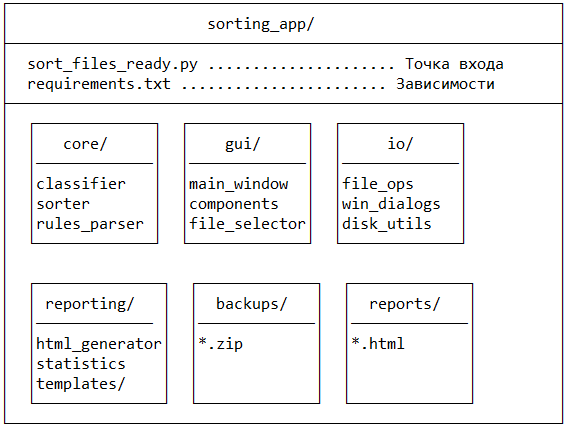 sorting_app/
sort_files_ready.py ..................... Точка входа
requirements.txt ....................... Зависимости
core/
classifier
sorter
rules_parser
gui/
main_window
components
file_selector
io/
file_ops
win_dialogs
disk_utils
reporting/
html_generator
statistics
templates/
backups/
*.zip
reports/
*.html